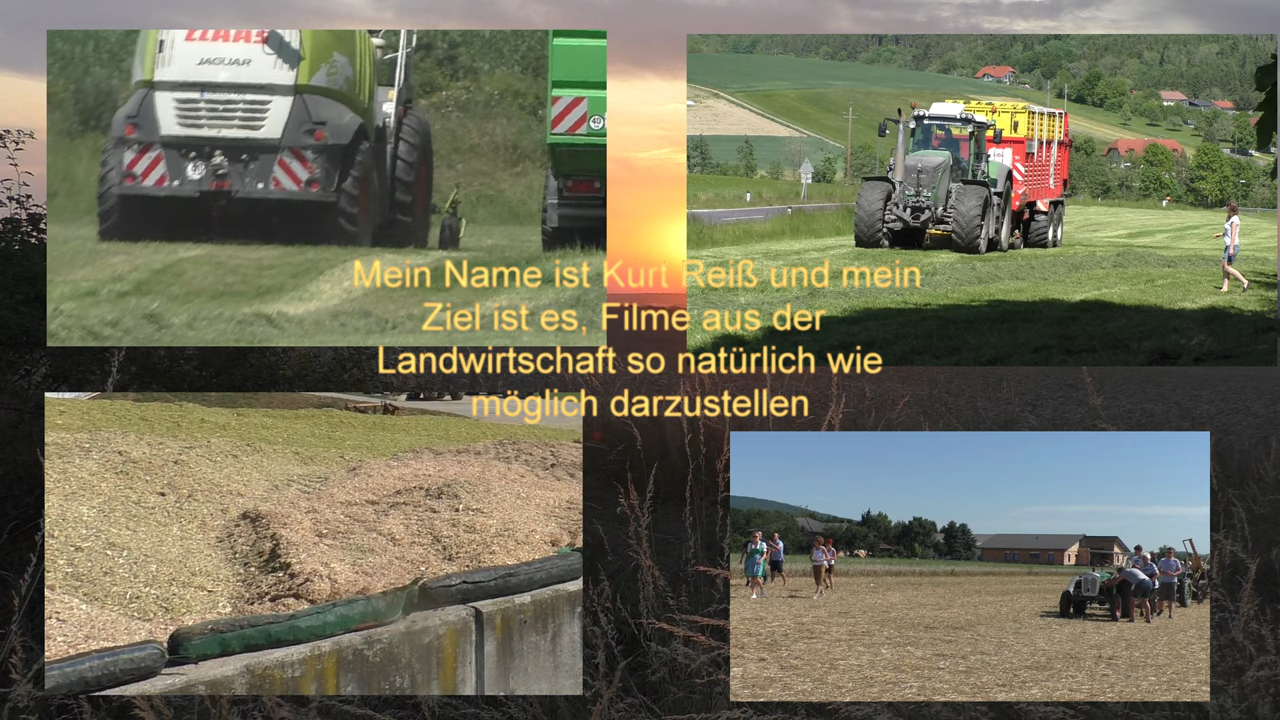 CLAAS
JAGUAR
40
Mein Name ist Kurt Reiß und mein
Ziel ist es, Filme aus der
Landwirtschaft so natürlich wie
möglich darzustellen